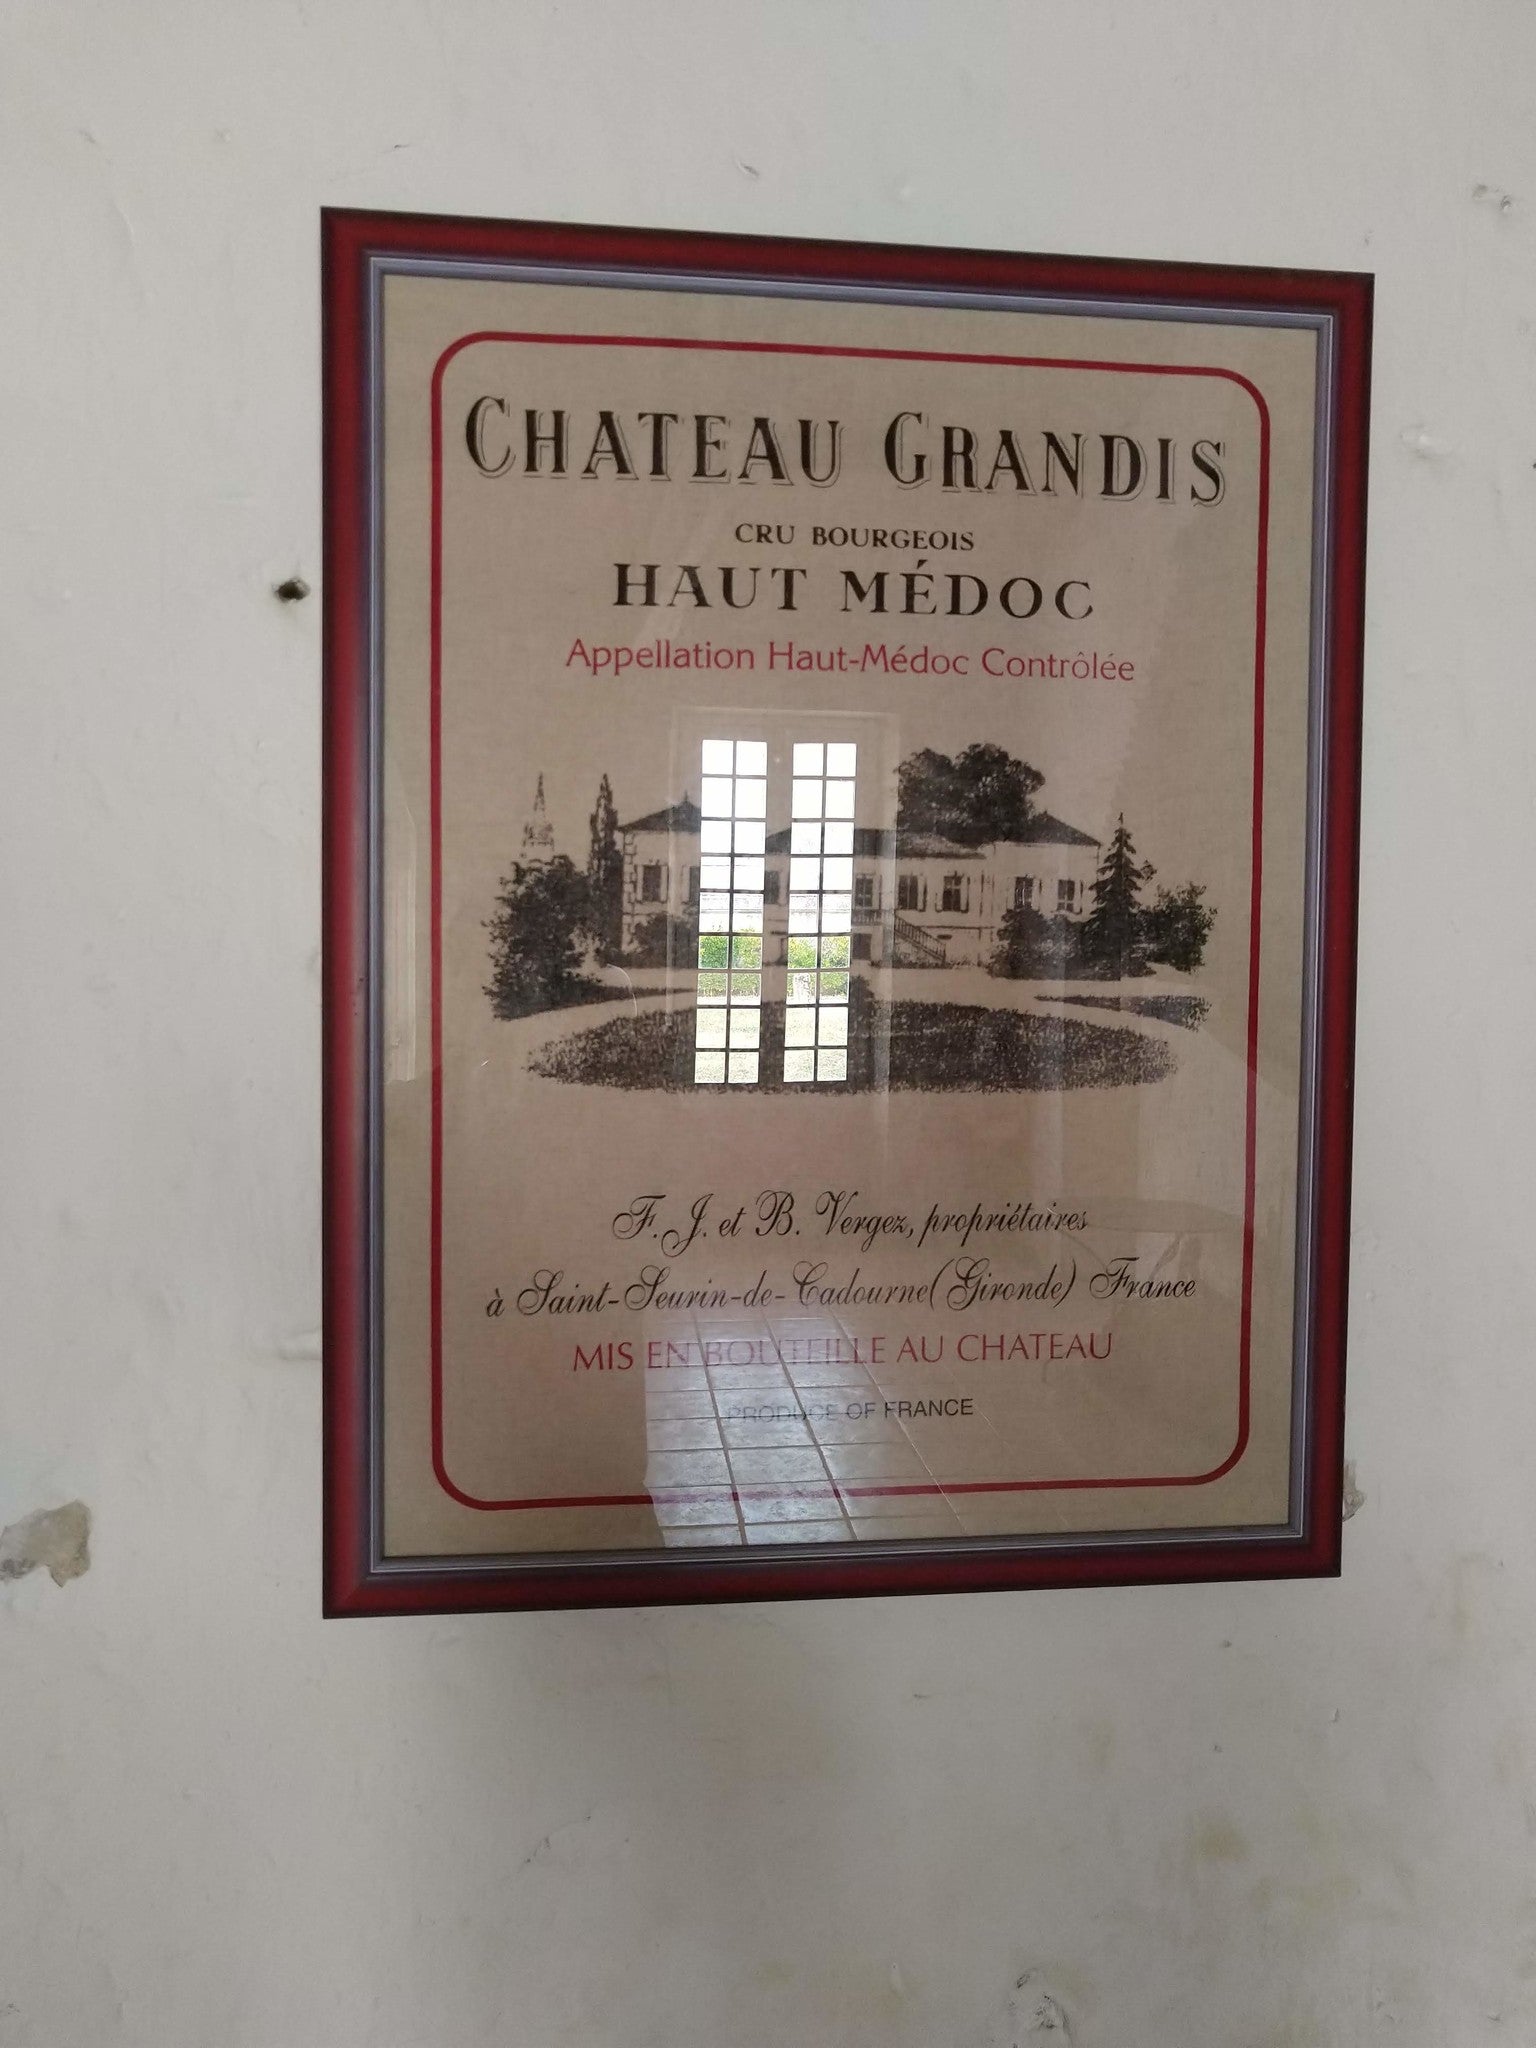 CHATEAU GRANDIS
CRU BOURGEOIS
HAUT MÉDOC
Appellation Haut-Médoc Contrôlée
F. J. et B. Vergez, propriétaires
à Saint-Seurin-de-Cadourne (Gironde) France
MIS EN BOUTEILLE AU CHATEAU
PRODUCE OF FRANCE